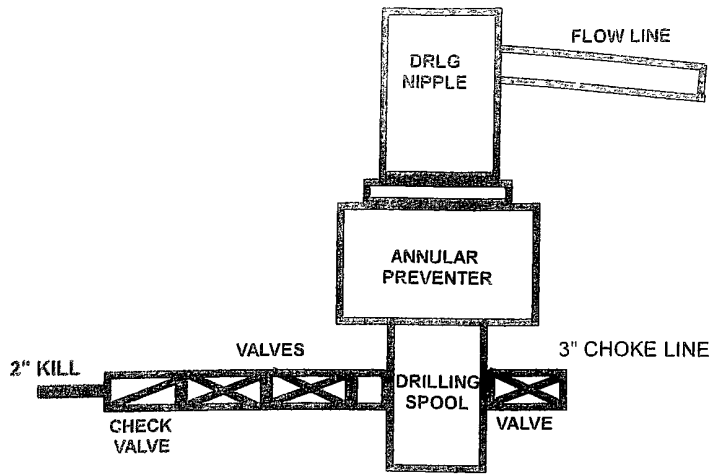 DRLG
NIPPLE
FLOW LINE
ANNULAR
PREVENTER
VALVES
3" CHOKE LINE
2" KILL
DRILLING
SPOOL
CHECK
VALVE
VALVE